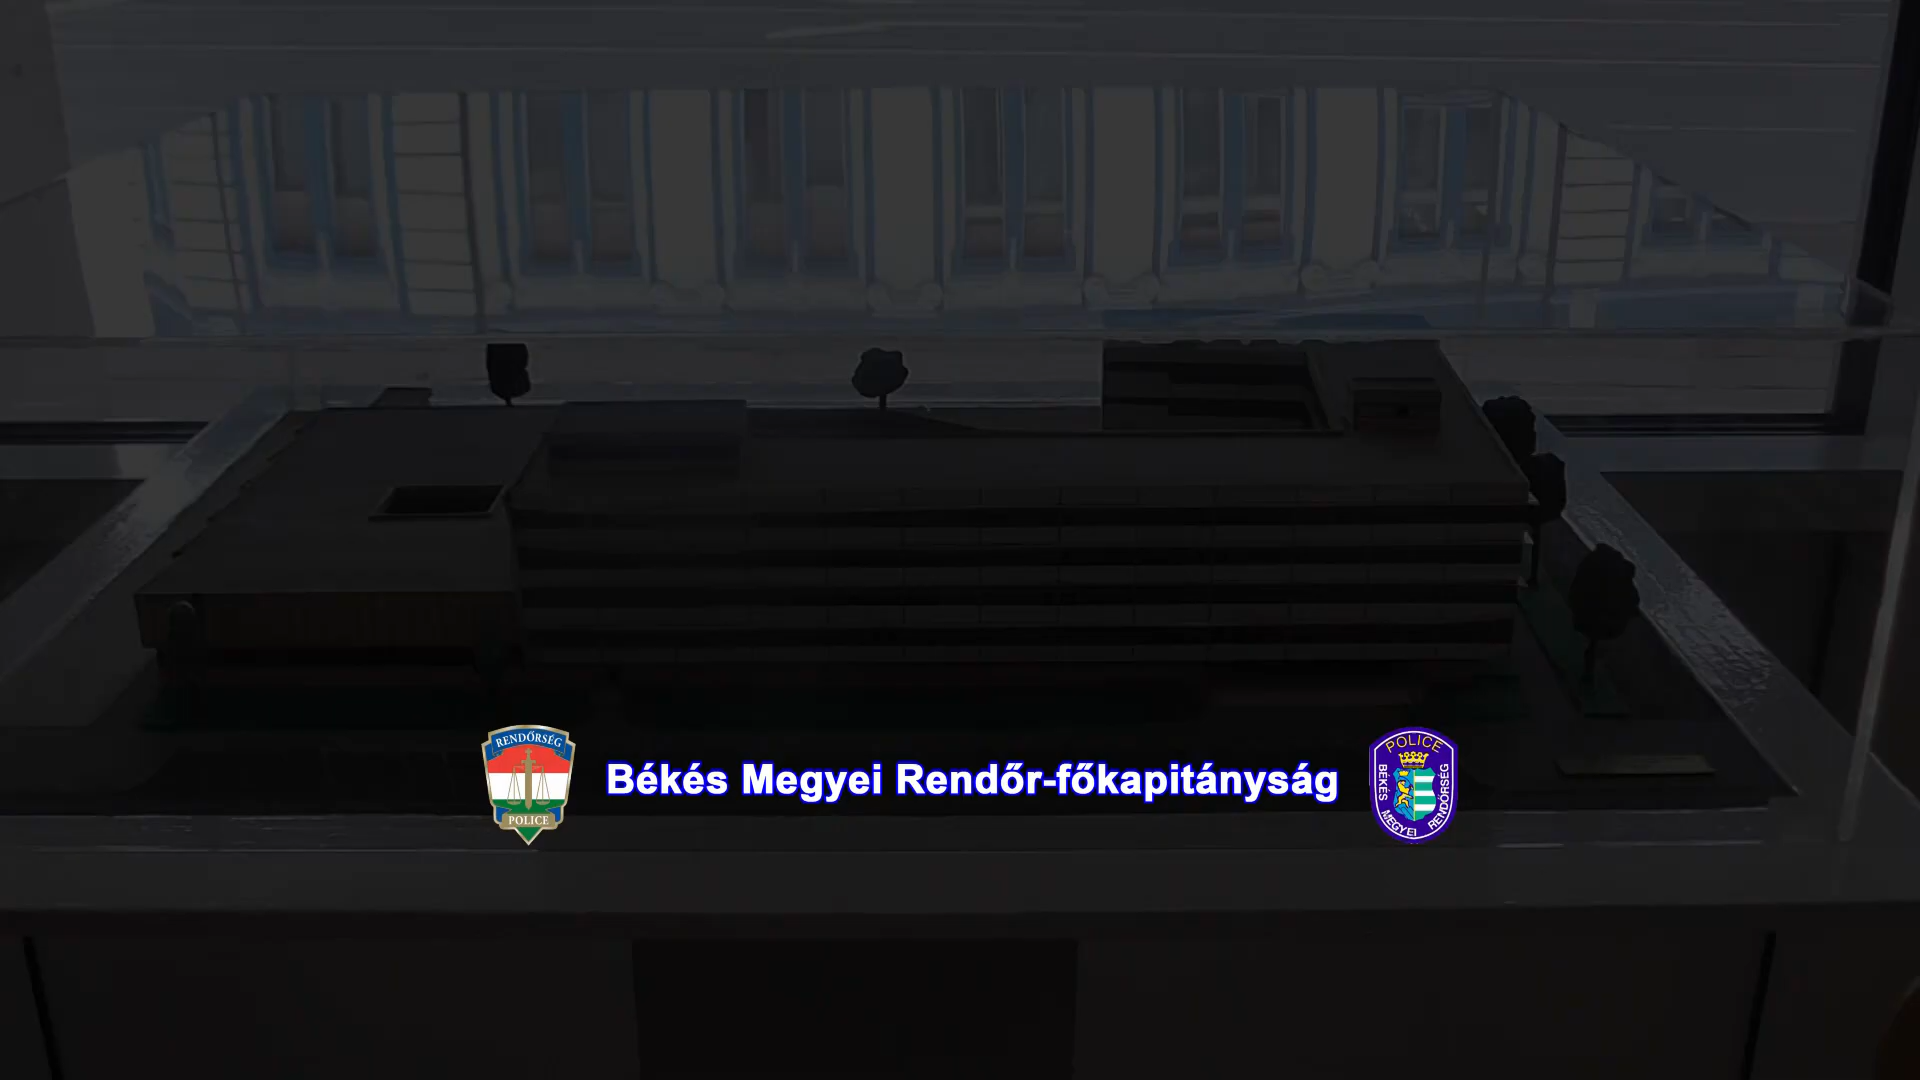 RENDŐRSÉG
POLICE
Békés Megyei Rendőr-főkapitányság
POLICE
BÉKÉS MEGYEI RENDŐRSÉG